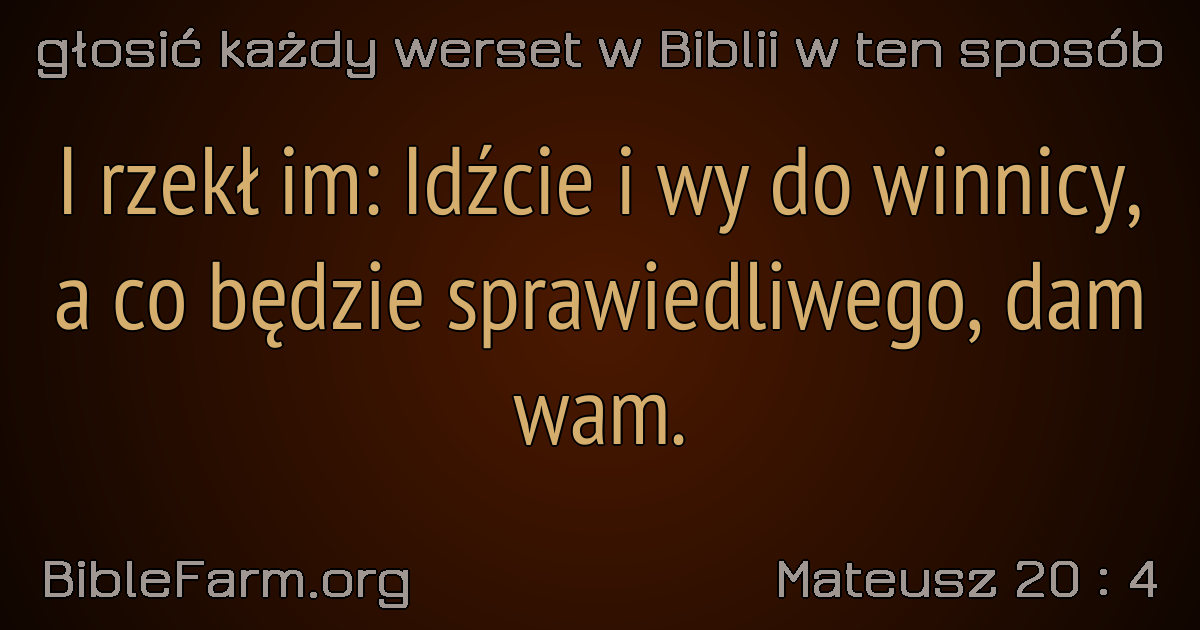 głosić każdy werset w Biblii w ten sposób
I rzekł im: Idźcie i wy do winnicy,
a co będzie sprawiedliwego, dam
wam.
BibleFarm.org
Mateusz 20 : 4